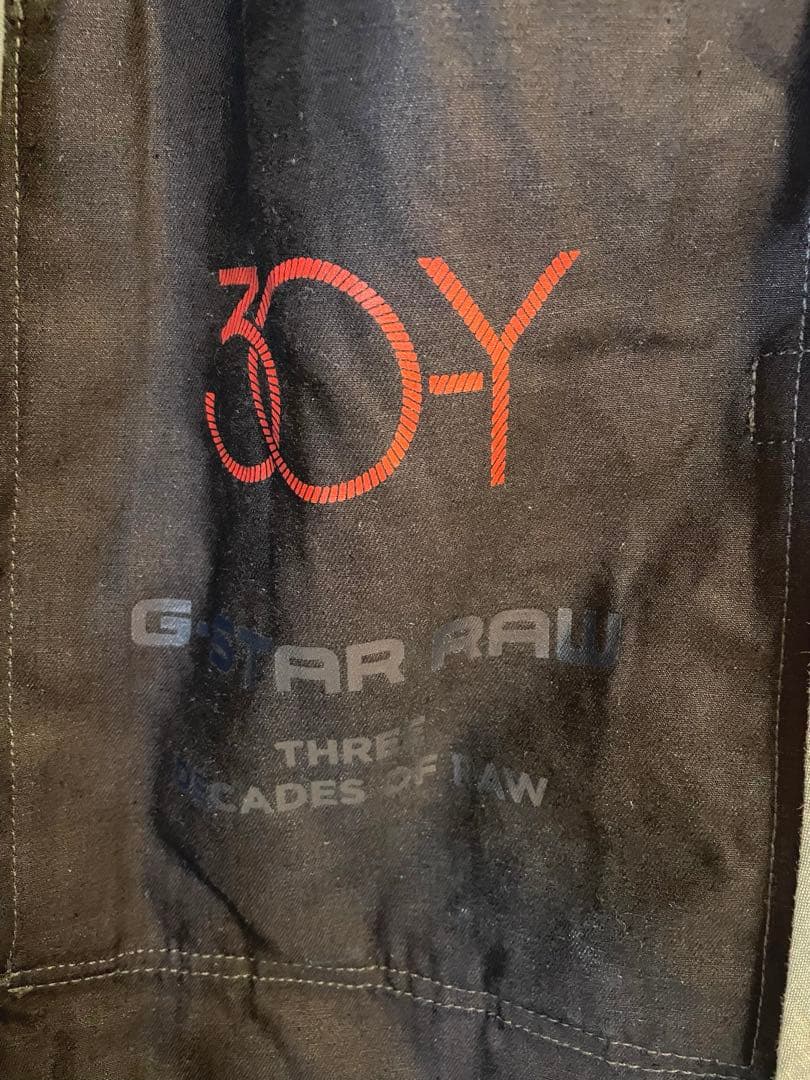 30-Y
G-STAR RAW
THREE
DECADES OF RAW